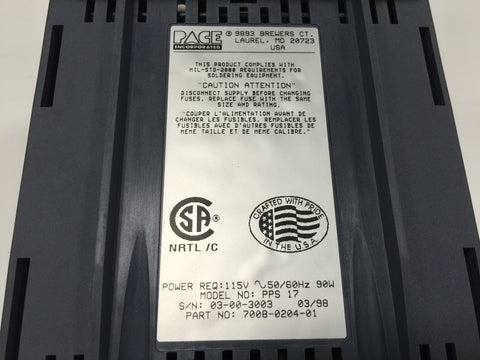 PACE ® 9893 BREWERS CT.
INCORPORATED LAUREL, MD 20723
USA
THIS PRODUCT COMPLIES WITH
MIL-STD-2000 REQUIREMENTS FOR
SOLDERING EQUIPMENT.
"CAUTION ATTENTION"
DISCONNECT SUPPLY BEFORE CHANGING
FUSES. REPLACE FUSE WITH THE SAME
SIZE AND RATING.
"COUPER L'ALIMENTATION AVANT DE
CHANGER LES FUSIBLES. REMPLACER LES
FUSIBLES AVEC D'AUTRES FUSIBLES DE
MEME TAILLE ET DE MEME CALIBRE."
CSA ®
NRTL /C
CRAFTED WITH PRIDE
IN THE U.S.A.
POWER REQ: 115V ∿ 50/60Hz 90W
MODEL NO: PPS 17
S/N: 03-00-3003 03/98
PART NO: 7008-0204-01